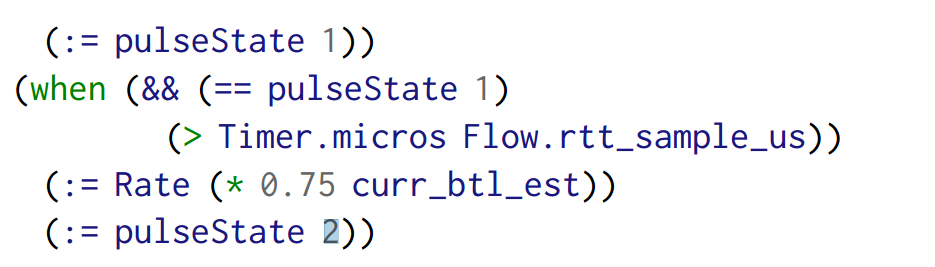 (:= pulseState 1))
(when (&& (== pulseState 1)
(> Timer.micros Flow.rtt_sample_us))
(:= Rate (* 0.75 curr_btl_est))
(:= pulseState 2))